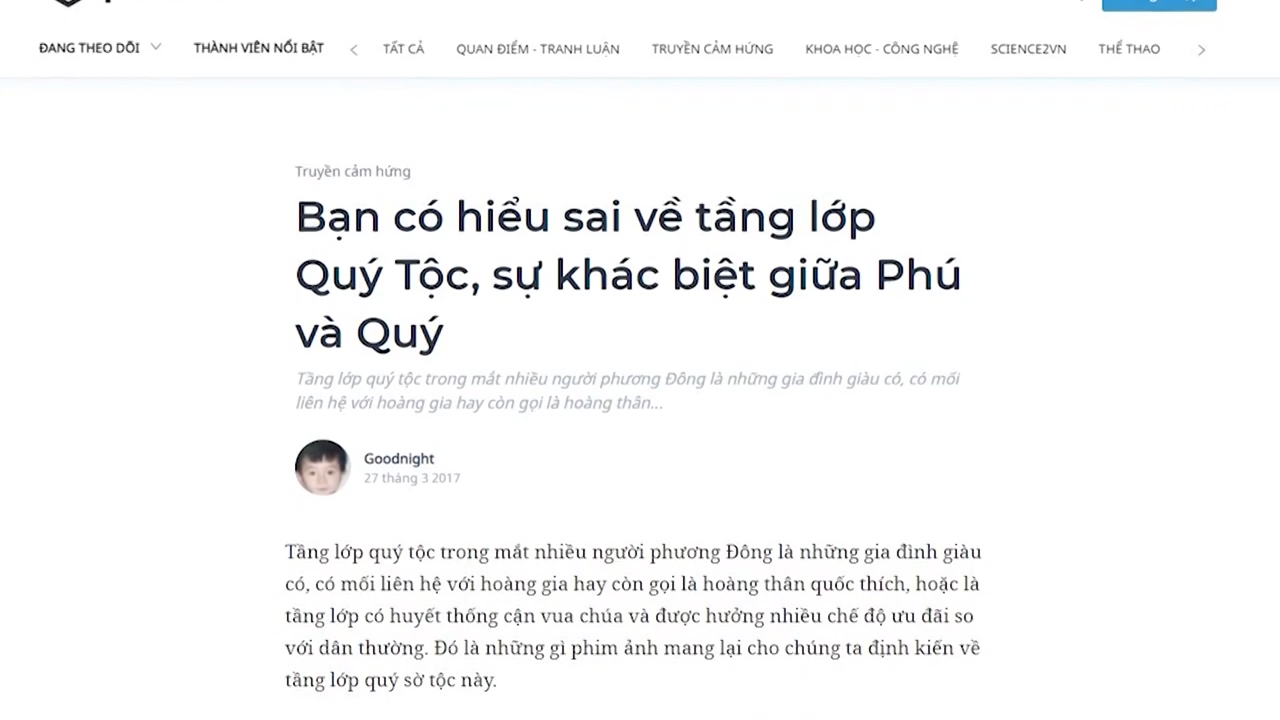 ĐANG THEO DÕI
THÀNH VIÊN NỔI BẬT
TẤT CẢ
QUAN ĐIỂM - TRANH LUẬN
TRUYỀN CẢM HỨNG
KHOA HỌC - CÔNG NGHỆ
SCIENCE2VN
THỂ THAO
Truyền cảm hứng
Bạn có hiểu sai về tầng lớp
Quý Tộc, sự khác biệt giữa Phú
và Quý
Tầng lớp quý tộc trong mắt nhiều người phương Đông là những gia đình giàu có, có mối
liên hệ với hoàng gia hay còn gọi là hoàng thân...
Goodnight
27 tháng 3 2017
Tầng lớp quý tộc trong mắt nhiều người phương Đông là những gia đình giàu
có, có mối liên hệ với hoàng gia hay còn gọi là hoàng thân quốc thích, hoặc là
tầng lớp có huyết thống cận vua chúa và được hưởng nhiều chế độ ưu đãi so
với dân thường. Đó là những gì phim ảnh mang lại cho chúng ta định kiến về
tầng lớp quý sờ tộc này.